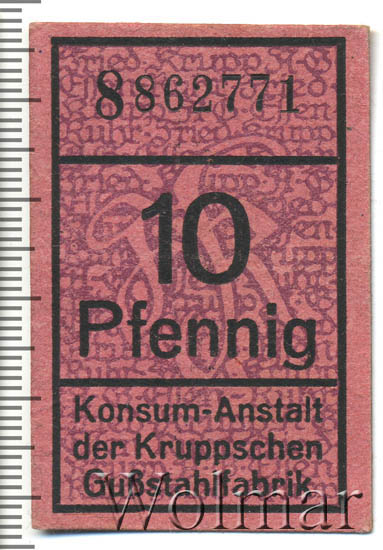 8862771
10
Pfennig
Konsum-Anstalt
der Kruppschen
Gußstahlfabrik
Wolmar